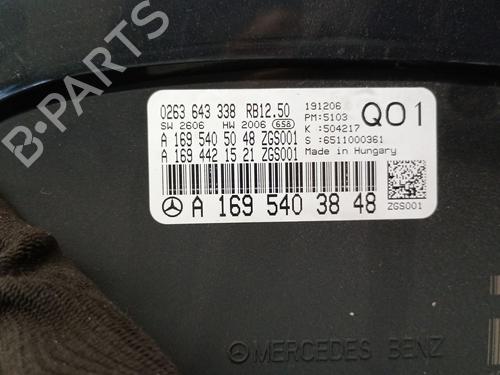 B-PARTS
0263 643 338 RB12.50
SW 2606 HW 2006 658
A 169 540 50 48 ZGS001
A 169 442 15 21 ZGS001
191206
PM:5103
K :504217
S :6511000361
Made in Hungary
Q01
A 169 540 38 48
ZGS001
MERCEDES BENZ